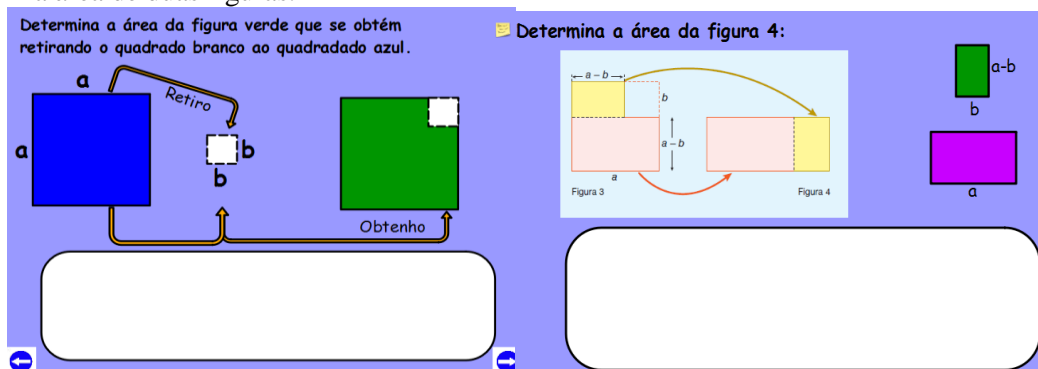 Determina a área da figura verde que se obtém
retirando o quadrado branco ao quadradado azul.
a
Retiro
a
b
b
Obtenho
Determina a área da figura 4:
a – b
b
a – b
a
Figura 3
Figura 4
a-b
b
a